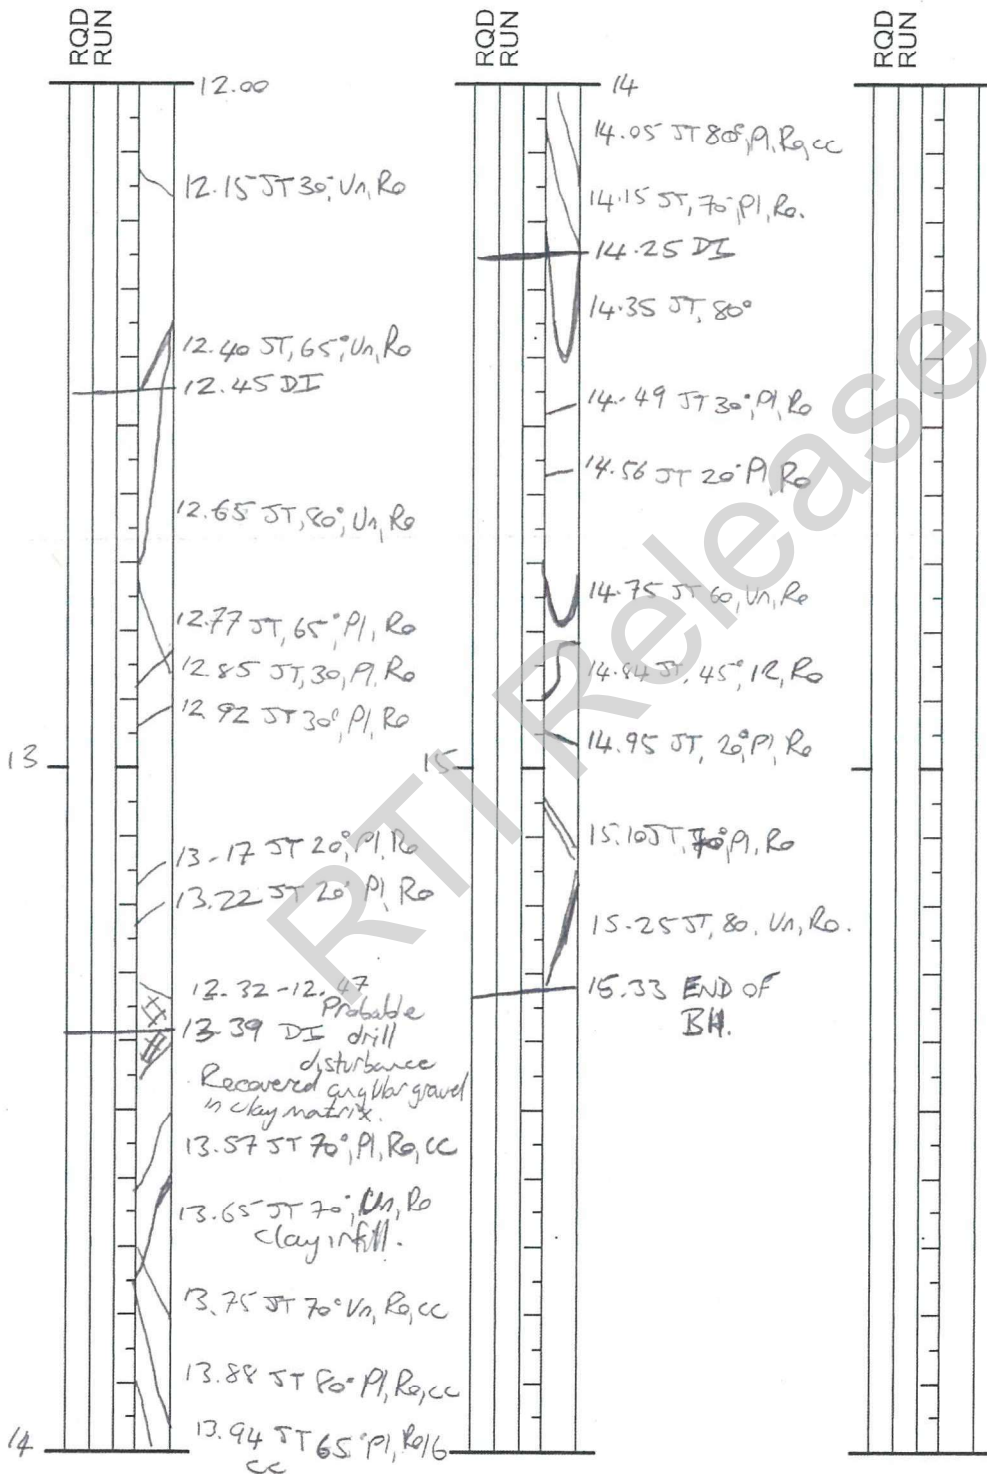 RQD
RUN
12.00
12.15 JT 30°, Un, Ro
12.40 JT, 65°, Un, Ro
12.45 DI
12.65 JT, 80°, Un, Ro
12.77 JT, 65°, Pl, Ro
12.85 JT, 30, Pl, Ro
12.92 JT 30°, Pl, Ro
13
13.17 JT 20°, Pl, Ro
13.22 JT 20° Pl, Ro
12.32-12.47
Probable
13.39 DI drill
disturbance
Recovered angular gravel
in clay matrix.
13.57 JT 70°, Pl, Ro, cc
13.65 JT 70°, Un, Ro
clay infill.
13.75 JT 70° Un, Ro, cc
13.88 JT 80° Pl, Ro, cc
14
13.94 JT 65° Pl,
cc
RQD
RUN
14
14.05 JT 80°, Pl, Ro, cc
14.15 JT, 70° Pl, Ro.
14.25 DI
14.35 JT, 80°
14.49 JT 30°, Pl, Ro
14.56 JT 20° Pl, Ro
14.75 JT 60, Un, Ro
14.84 JT, 45°, IR, Ro
14.95 JT, 20°, Pl, Ro
15
15.10 JT, 70°, Pl, Ro
15.25 JT, 80, Un, Ro.
15.33 END OF
BH.
RQD
RUN
RTI Release